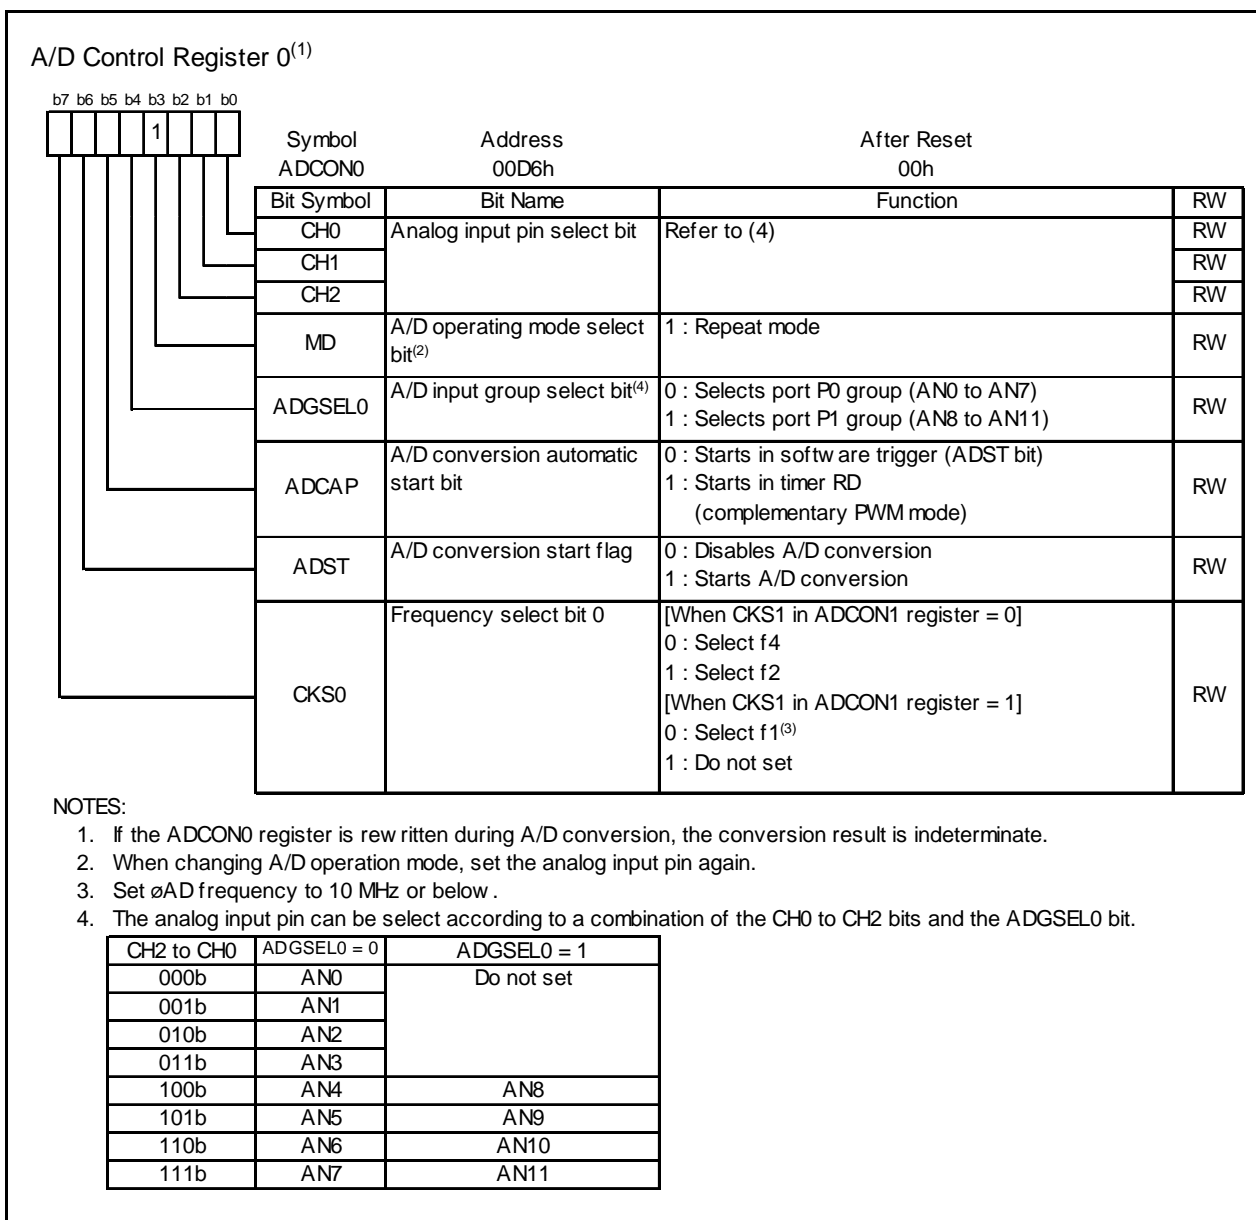 A/D Control Register 0(1)
b7 b6 b5 b4 b3 b2 b1 b0
1
Symbol Address After Reset
ADCON0 00D6h 00h
Bit Symbol Bit Name Function RW
CH0 Analog input pin select bit Refer to (4) RW
CH1 RW
CH2 RW
MD A/D operating mode select bit(2) 1 : Repeat mode RW
ADGSEL0 A/D input group select bit(4) 0 : Selects port P0 group (AN0 to AN7)
1 : Selects port P1 group (AN8 to AN11) RW
ADCAP A/D conversion automatic start bit 0 : Starts in software trigger (ADST bit)
1 : Starts in timer RD
(complementary PWM mode) RW
ADST A/D conversion start flag 0 : Disables A/D conversion
1 : Starts A/D conversion RW
CKS0 Frequency select bit 0 [When CKS1 in ADCON1 register = 0]
0 : Select f4
1 : Select f2
[When CKS1 in ADCON1 register = 1]
0 : Select f1(3)
1 : Do not set RW
NOTES:
1. If the ADCON0 register is rewritten during A/D conversion, the conversion result is indeterminate.
2. When changing A/D operation mode, set the analog input pin again.
3. Set øAD frequency to 10 MHz or below.
4. The analog input pin can be select according to a combination of the CH0 to CH2 bits and the ADGSEL0 bit.
CH2 to CH0 ADGSEL0 = 0 ADGSEL0 = 1
000b AN0 Do not set
001b AN1
010b AN2
011b AN3
100b AN4 AN8
101b AN5 AN9
110b AN6 AN10
111b AN7 AN11